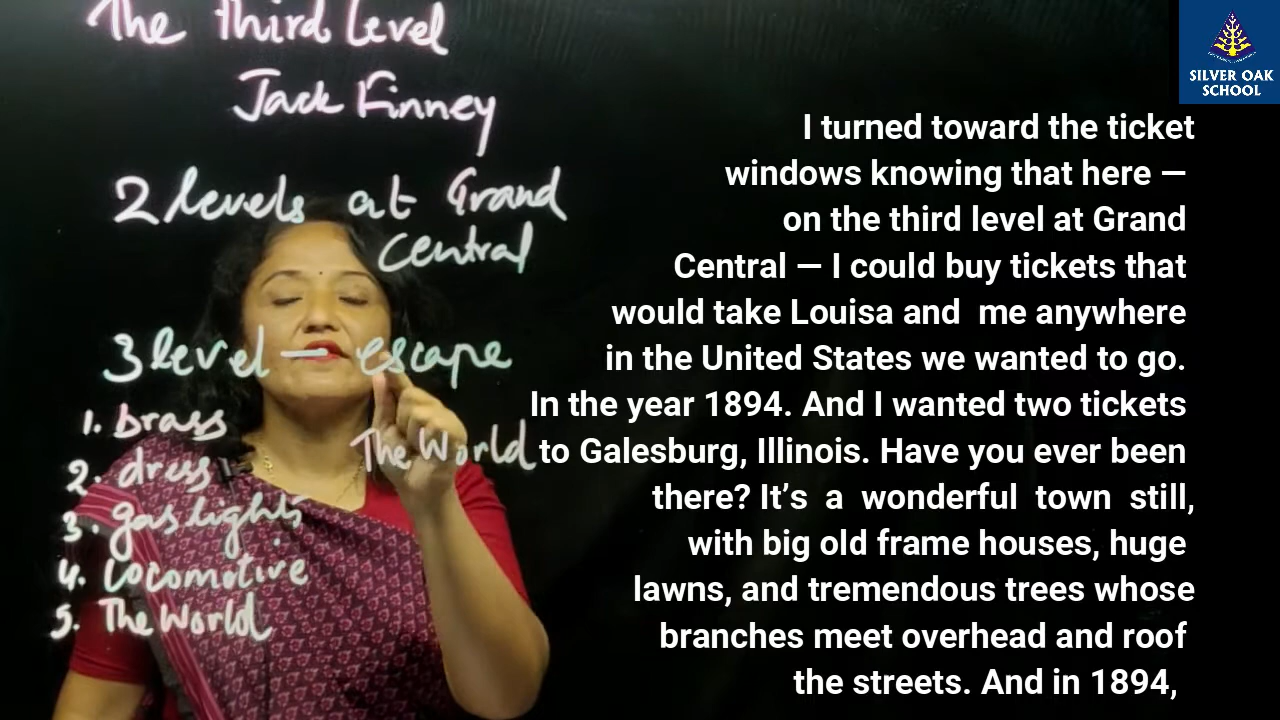 The Third Level
Jack Finney
2 levels at Grand
Central
3 level — escape
1. brass
The World
2. dress
3. gas lights
4. Locomotive
5. The World
SILVER OAK
SCHOOL
I turned toward the ticket
windows knowing that here —
on the third level at Grand
Central — I could buy tickets that
would take Louisa and me anywhere
in the United States we wanted to go.
In the year 1894. And I wanted two tickets
to Galesburg, Illinois. Have you ever been
there? It’s a wonderful town still,
with big old frame houses, huge
lawns, and tremendous trees whose
branches meet overhead and roof
the streets. And in 1894,